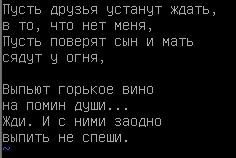 Пусть друзья устанут ждать,
в то, что нет меня,
Пусть поверят сын и мать
сядут у огня,

Выпьют горькое вино
на помин души...
Жди. И с ними заодно
выпить не спеши.
~